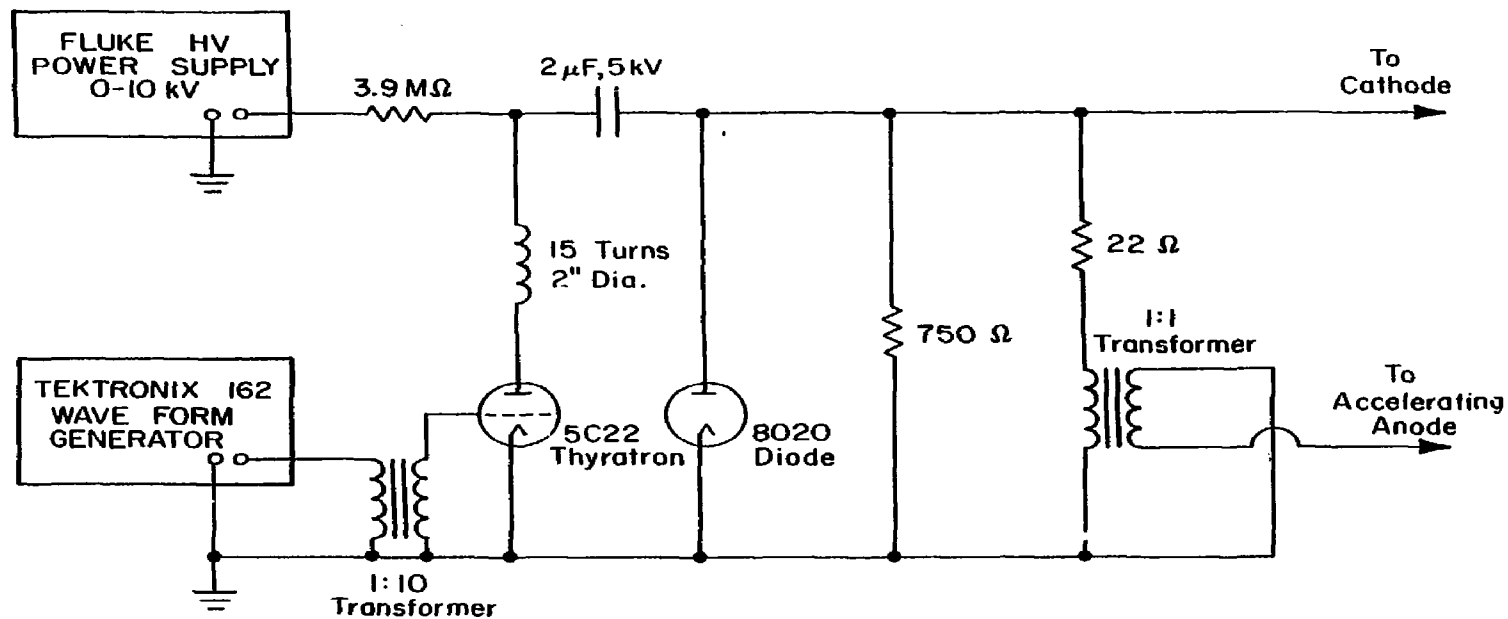 FLUKE HV
POWER SUPPLY
0-10 kV
3.9 MΩ
2 μF, 5 kV
To
Cathode
15 Turns
2" Dia.
22 Ω
750 Ω
1:1
Transformer
To
Accelerating
Anode
TEKTRONIX 162
WAVE FORM
GENERATOR
5C22
Thyratron
8020
Diode
1:10
Transformer